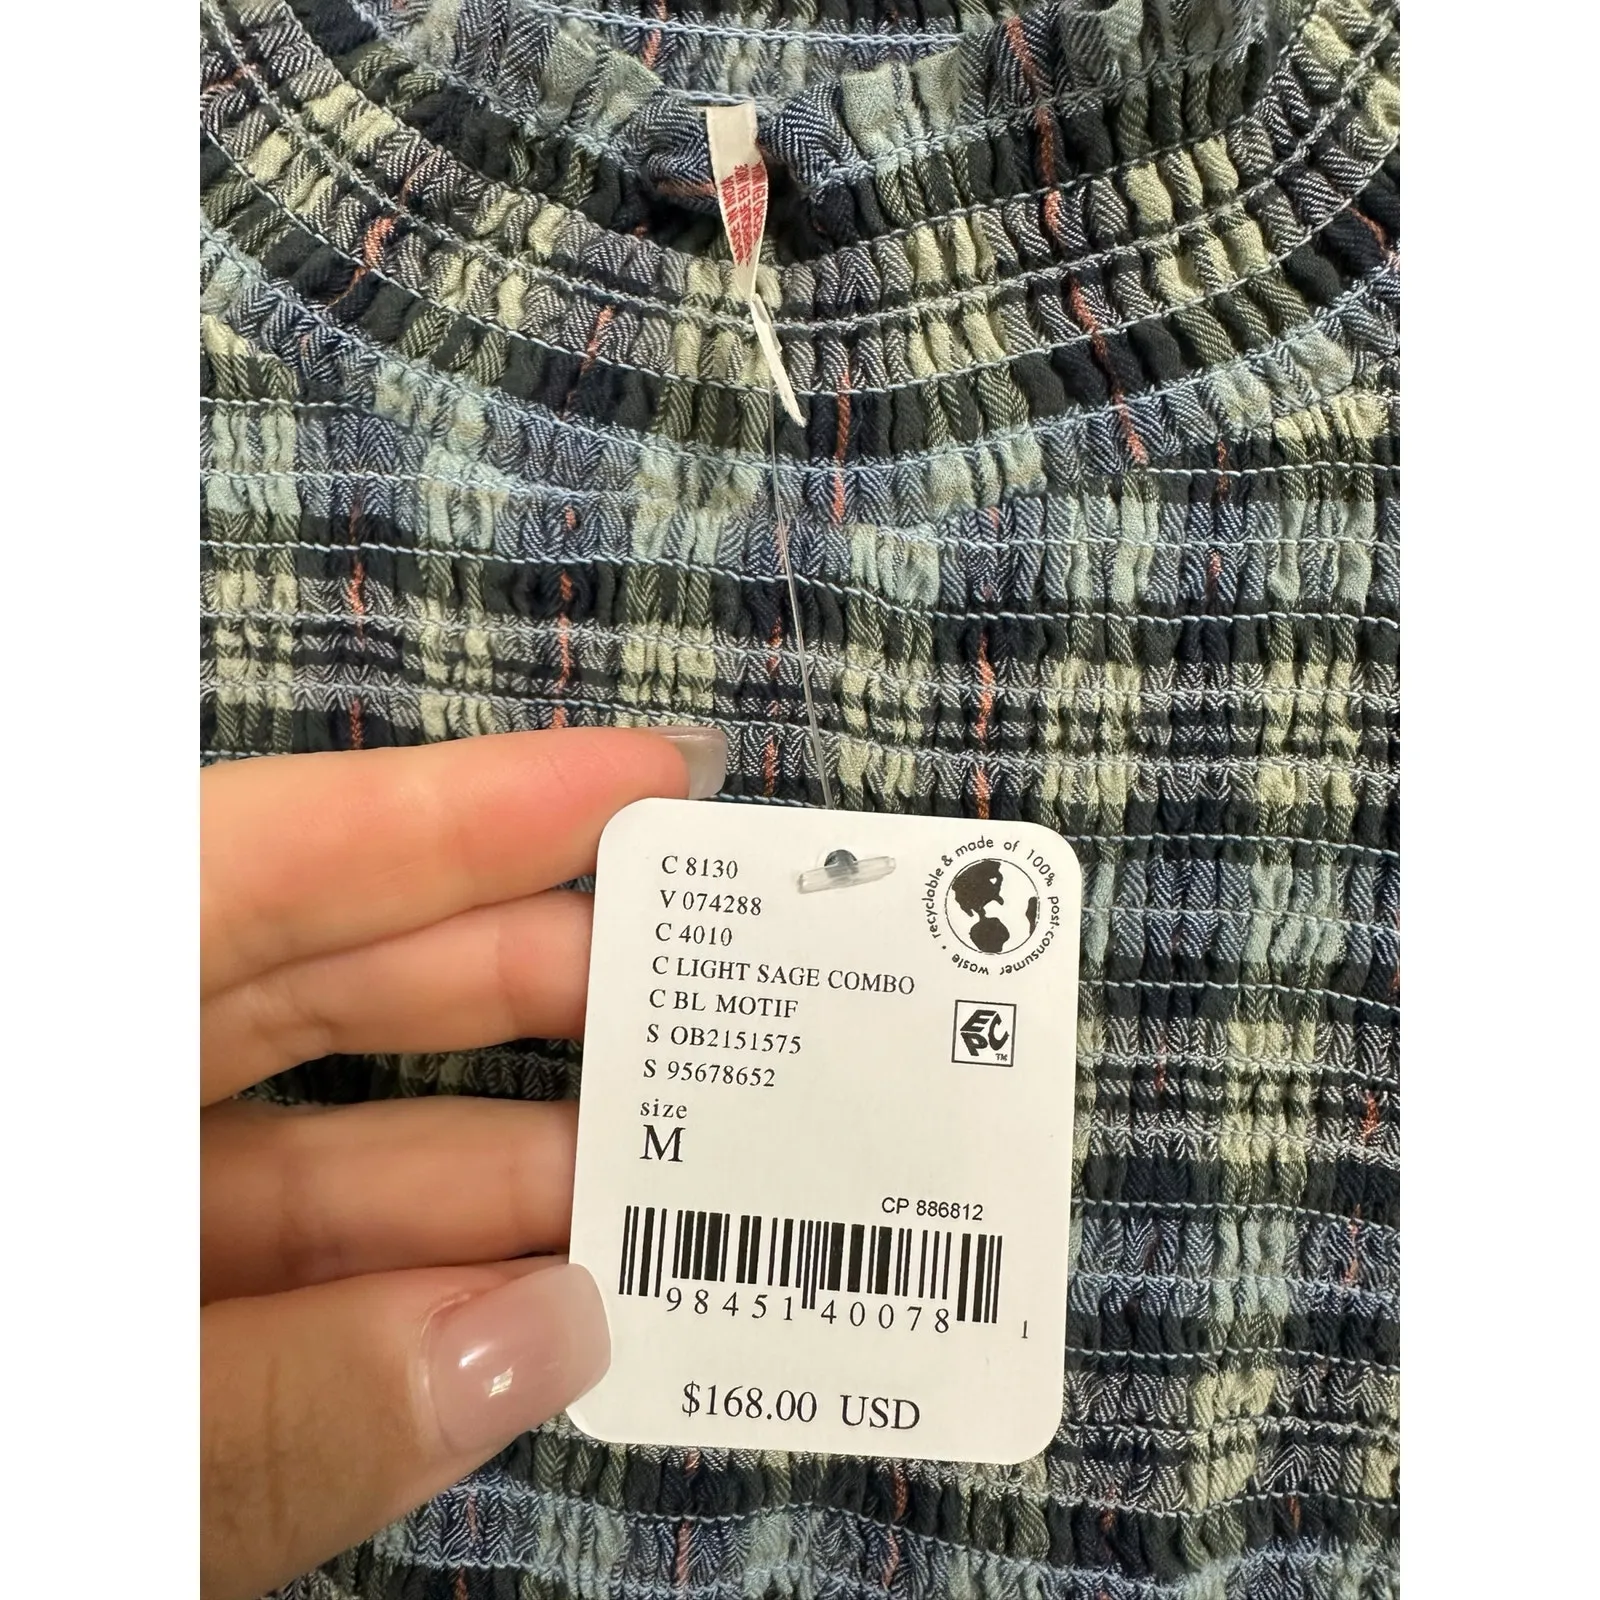 C 8130
V 074288
C 4010
C LIGHT SAGE COMBO
C BL MOTIF
S OB2151575
S 95678652
size
M
recyclable & made of 100% post-consumer waste •
EcPC™
CP 886812
98451 40078 1
$168.00 USD